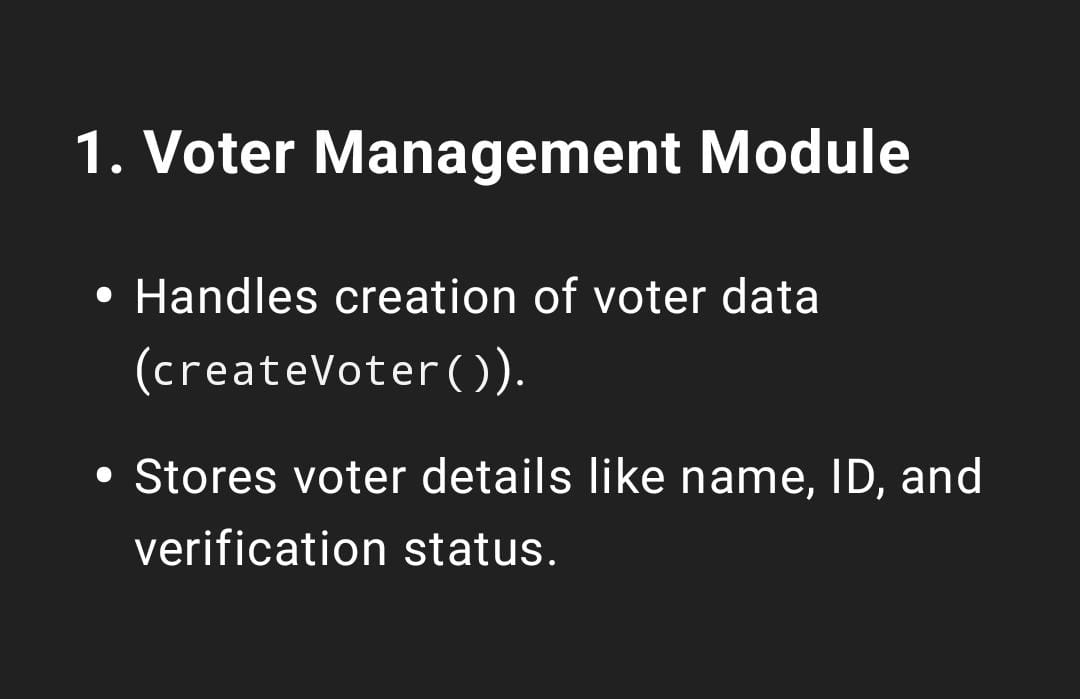 1. Voter Management Module
• Handles creation of voter data
(createVoter()).
• Stores voter details like name, ID, and
verification status.